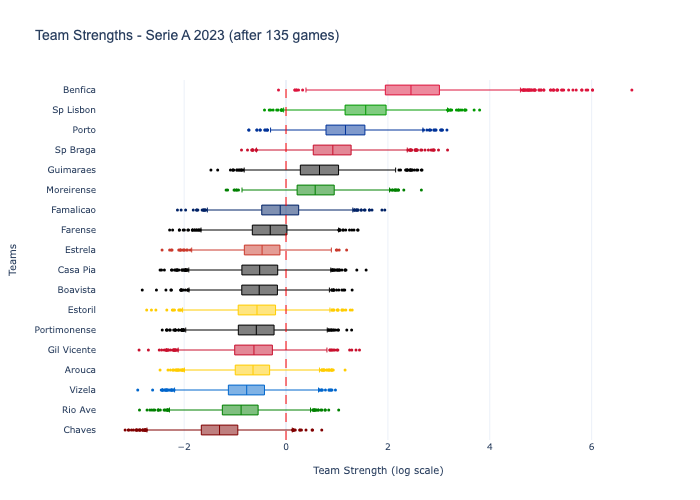 Team Strengths - Serie A 2023 (after 135 games)
Benfica
Sp Lisbon
Porto
Sp Braga
Guimaraes
Moreirense
Famalicao
Farense
Estrela
Casa Pia
Boavista
Estoril
Portimonense
Gil Vicente
Arouca
Vizela
Rio Ave
Chaves
Teams
−2 0 2 4 6
Team Strength (log scale)